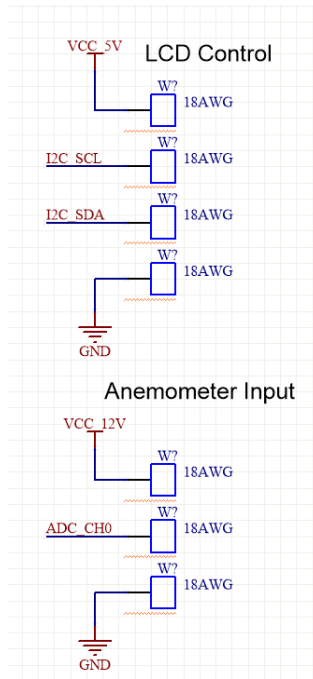 VCC_5V
LCD Control
W?
18AWG
W?
I2C_SCL
18AWG
W?
I2C_SDA
18AWG
W?
18AWG
GND
Anemometer Input
VCC_12V
W?
18AWG
W?
ADC_CH0
18AWG
W?
18AWG
GND